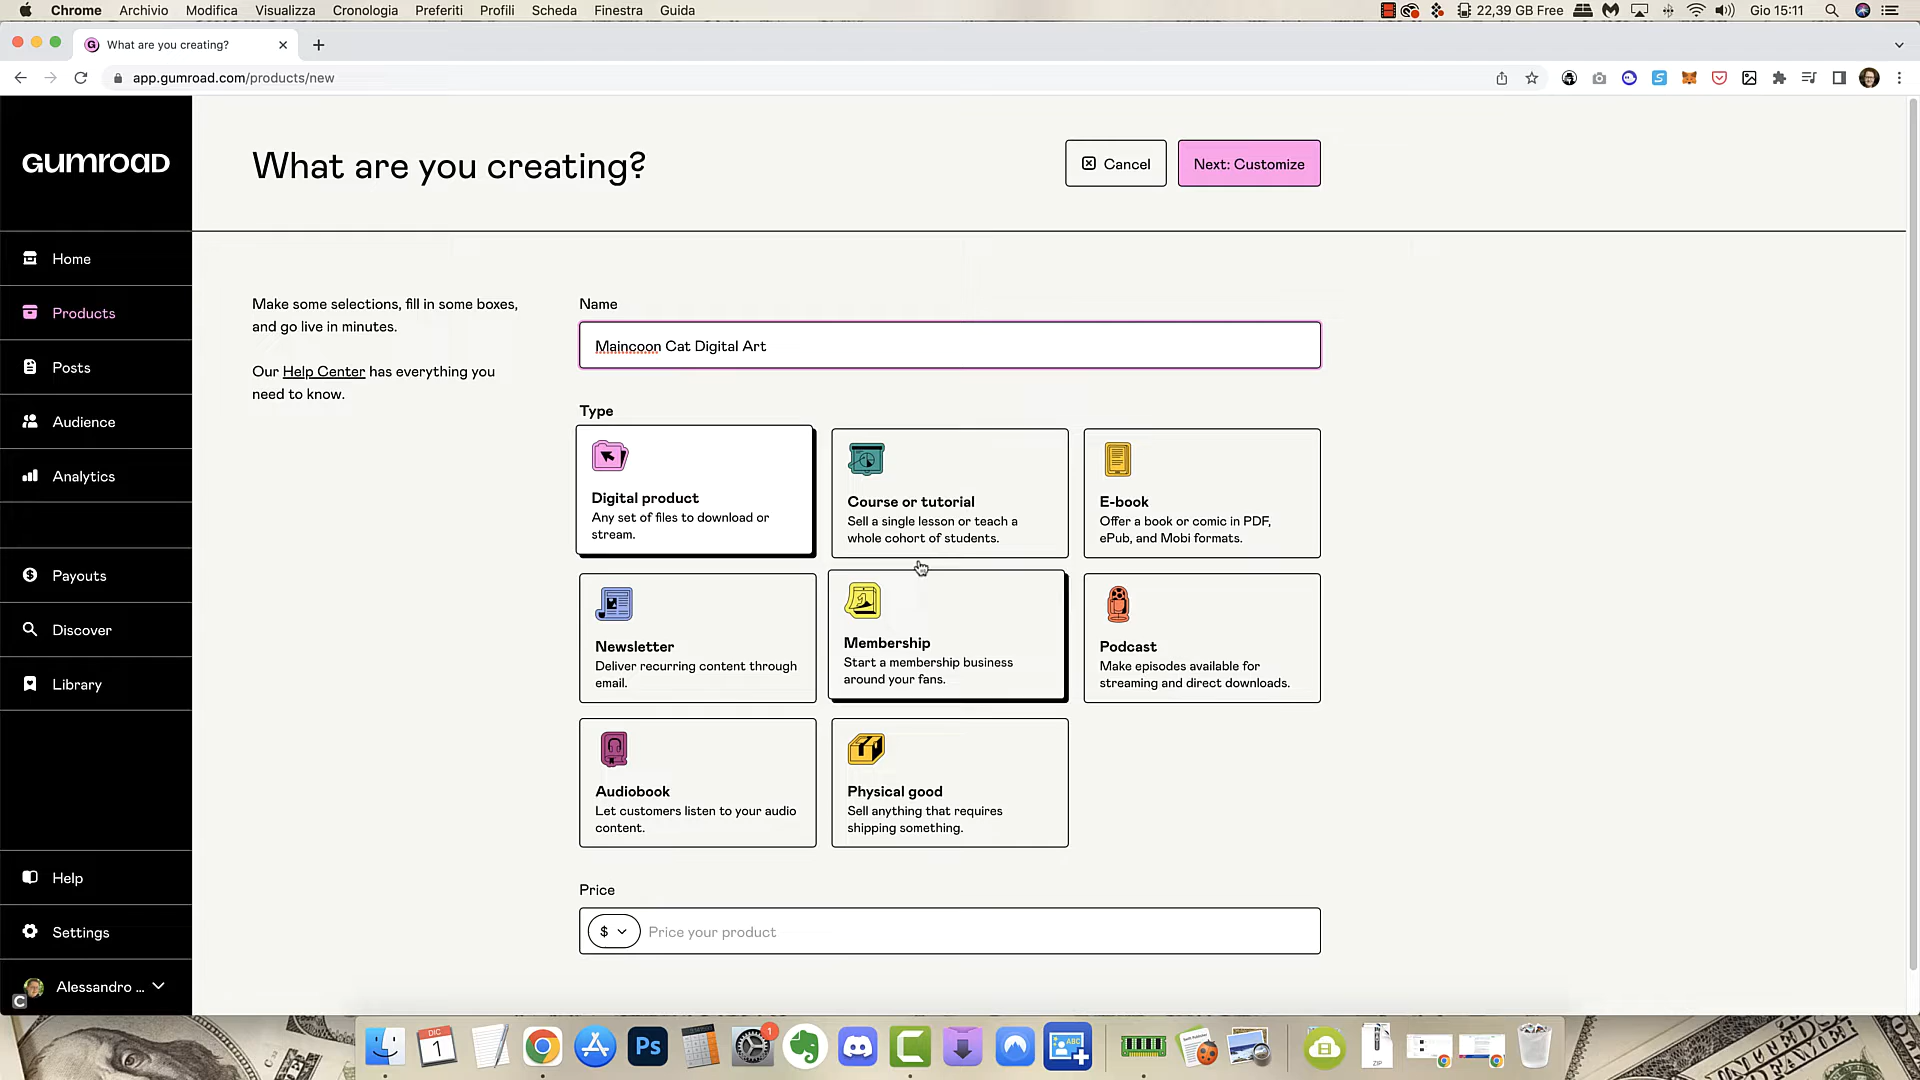 Chrome Archivio Modifica Visualizza Cronologia Preferiti Profili Scheda Finestra Guida 22,39 GB Free Gio 15:11
G What are you creating?
app.gumroad.com/products/new
GUMROAD
What are you creating?
Cancel
Next: Customize
Home
Products
Posts
Audience
Analytics
Payouts
Discover
Library
Help
Settings
Alessandro ...
C
Make some selections, fill in some boxes,
and go live in minutes.
Our Help Center has everything you
need to know.
Name
Maincoon Cat Digital Art
Type
Digital product
Any set of files to download or
stream.
Course or tutorial
Sell a single lesson or teach a
whole cohort of students.
E-book
Offer a book or comic in PDF,
ePub, and Mobi formats.
Newsletter
Deliver recurring content through
email.
Membership
Start a membership business
around your fans.
Podcast
Make episodes available for
streaming and direct downloads.
Audiobook
Let customers listen to your audio
content.
Physical good
Sell anything that requires
shipping something.
Price
$ Price your product
DIC
1
Ps
1
ABC
ZIP